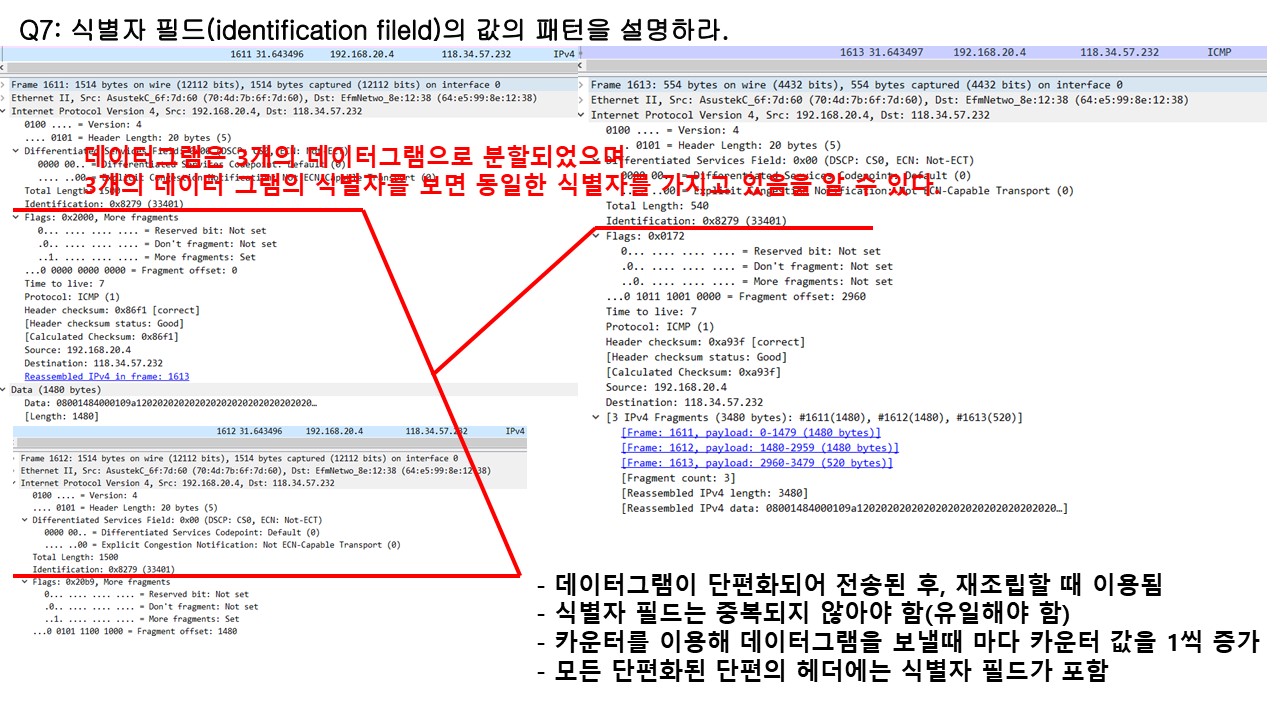 Q7: 식별자 필드(identification fileld)의 값의 패턴을 설명하라.
1611 31.643496 192.168.20.4 118.34.57.232 IPv4
Frame 1611: 1514 bytes on wire (12112 bits), 1514 bytes captured (12112 bits) on interface 0
Ethernet II, Src: AsustekC_6f:7d:60 (70:4d:7b:6f:7d:60), Dst: EfmNetwo_8e:12:38 (64:e5:99:8e:12:38)
Internet Protocol Version 4, Src: 192.168.20.4, Dst: 118.34.57.232
0100 .... = Version: 4
.... 0101 = Header Length: 20 bytes (5)
데이터그램은 3개의 데이터그램으로 분할되었으며
3개의 데이터 그램의 식별자를 보면 동일한 식별자를 가지고 있음을 알 수 있다.
Total Length: 1500
Identification: 0x8279 (33401)
Flags: 0x2000, More fragments
0... .... .... .... = Reserved bit: Not set
.0.. .... .... .... = Don't fragment: Not set
..1. .... .... .... = More fragments: Set
...0 0000 0000 0000 = Fragment offset: 0
Time to live: 7
Protocol: ICMP (1)
Header checksum: 0x86f1 [correct]
[Header checksum status: Good]
[Calculated Checksum: 0x86f1]
Source: 192.168.20.4
Destination: 118.34.57.232
Reassembled IPv4 in frame: 1613
Data (1480 bytes)
Data: 08001484000109a120202020202020202020202020202020…
[Length: 1480]
1612 31.643496 192.168.20.4 118.34.57.232 IPv4
Frame 1612: 1514 bytes on wire (12112 bits), 1514 bytes captured (12112 bits) on interface 0
Ethernet II, Src: AsustekC_6f:7d:60 (70:4d:7b:6f:7d:60), Dst: EfmNetwo_8e:12:38 (64:e5:99:8e:12:38)
Internet Protocol Version 4, Src: 192.168.20.4, Dst: 118.34.57.232
0100 .... = Version: 4
.... 0101 = Header Length: 20 bytes (5)
Differentiated Services Field: 0x00 (DSCP: CS0, ECN: Not-ECT)
0000 00.. = Differentiated Services Codepoint: Default (0)
.... ..00 = Explicit Congestion Notification: Not ECN-Capable Transport (0)
Total Length: 1500
Identification: 0x8279 (33401)
Flags: 0x20b9, More fragments
0... .... .... .... = Reserved bit: Not set
.0.. .... .... .... = Don't fragment: Not set
..1. .... .... .... = More fragments: Set
...0 0101 1100 1000 = Fragment offset: 1480
1613 31.643497 192.168.20.4 118.34.57.232 ICMP
Frame 1613: 554 bytes on wire (4432 bits), 554 bytes captured (4432 bits) on interface 0
Ethernet II, Src: AsustekC_6f:7d:60 (70:4d:7b:6f:7d:60), Dst: EfmNetwo_8e:12:38 (64:e5:99:8e:12:38)
Internet Protocol Version 4, Src: 192.168.20.4, Dst: 118.34.57.232
0100 .... = Version: 4
.... 0101 = Header Length: 20 bytes (5)
Differentiated Services Field: 0x00 (DSCP: CS0, ECN: Not-ECT)
0000 00.. = Differentiated Services Codepoint: Default (0)
.... ..00 = Explicit Congestion Notification: Not ECN-Capable Transport (0)
Total Length: 540
Identification: 0x8279 (33401)
Flags: 0x0172
0... .... .... .... = Reserved bit: Not set
.0.. .... .... .... = Don't fragment: Not set
..0. .... .... .... = More fragments: Not set
...0 1011 1001 0000 = Fragment offset: 2960
Time to live: 7
Protocol: ICMP (1)
Header checksum: 0xa93f [correct]
[Header checksum status: Good]
[Calculated Checksum: 0xa93f]
Source: 192.168.20.4
Destination: 118.34.57.232
[3 IPv4 Fragments (3480 bytes): #1611(1480), #1612(1480), #1613(520)]
[Frame: 1611, payload: 0-1479 (1480 bytes)]
[Frame: 1612, payload: 1480-2959 (1480 bytes)]
[Frame: 1613, payload: 2960-3479 (520 bytes)]
[Fragment count: 3]
[Reassembled IPv4 length: 3480]
[Reassembled IPv4 data: 08001484000109a120202020202020202020202020202020…]
- 데이터그램이 단편화되어 전송된 후, 재조립할 때 이용됨
- 식별자 필드는 중복되지 않아야 함(유일해야 함)
- 카운터를 이용해 데이터그램을 보낼때 마다 카운터 값을 1씩 증가
- 모든 단편화된 단편의 헤더에는 식별자 필드가 포함